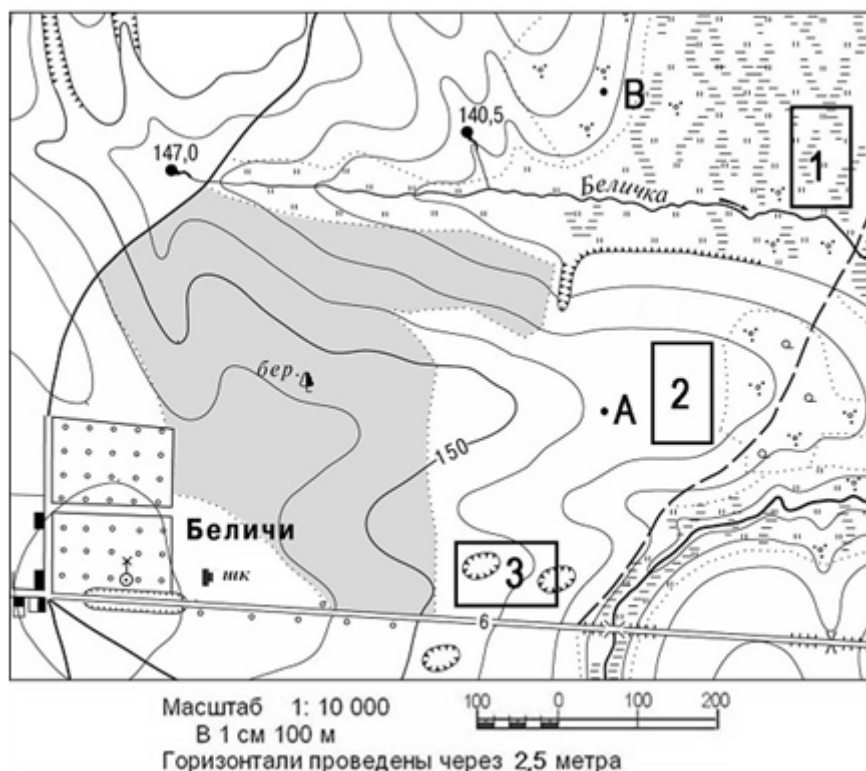 B
140,5
147,0
1
Беличка
бер.
2
A
150
Беличи
3
шк
6
Масштаб 1: 10 000
В 1 см 100 м
100 0 100 200
Горизонтали проведены через 2,5 метра